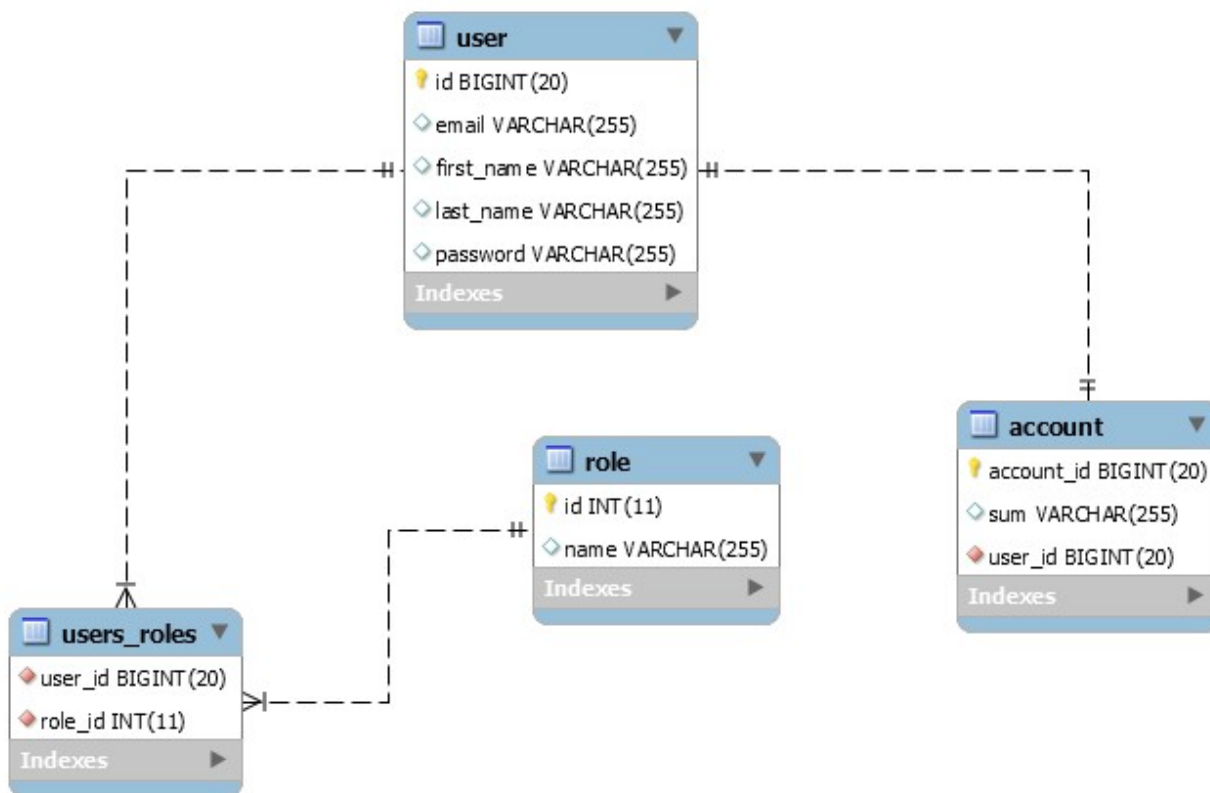 user
id BIGINT(20)
email VARCHAR(255)
first_name VARCHAR(255)
last_name VARCHAR(255)
password VARCHAR(255)
Indexes
role
id INT(11)
name VARCHAR(255)
Indexes
account
account_id BIGINT(20)
sum VARCHAR(255)
user_id BIGINT(20)
Indexes
users_roles
user_id BIGINT(20)
role_id INT(11)
Indexes